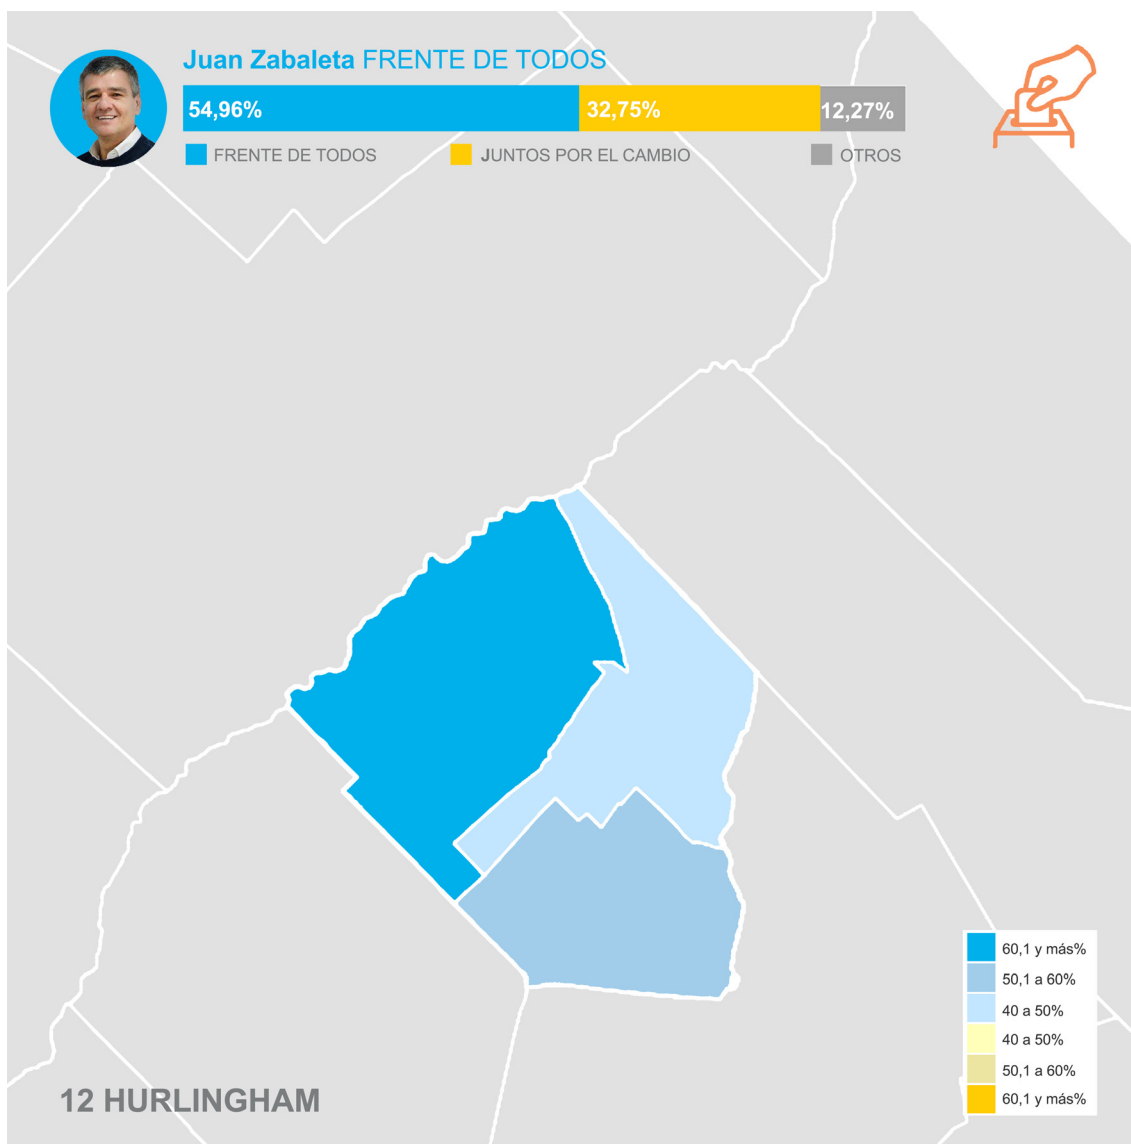 Juan Zabaleta FRENTE DE TODOS
54,96% 32,75% 12,27%
FRENTE DE TODOS JUNTOS POR EL CAMBIO OTROS
60,1 y más%
50,1 a 60%
40 a 50%
40 a 50%
50,1 a 60%
60,1 y más%
12 HURLINGHAM